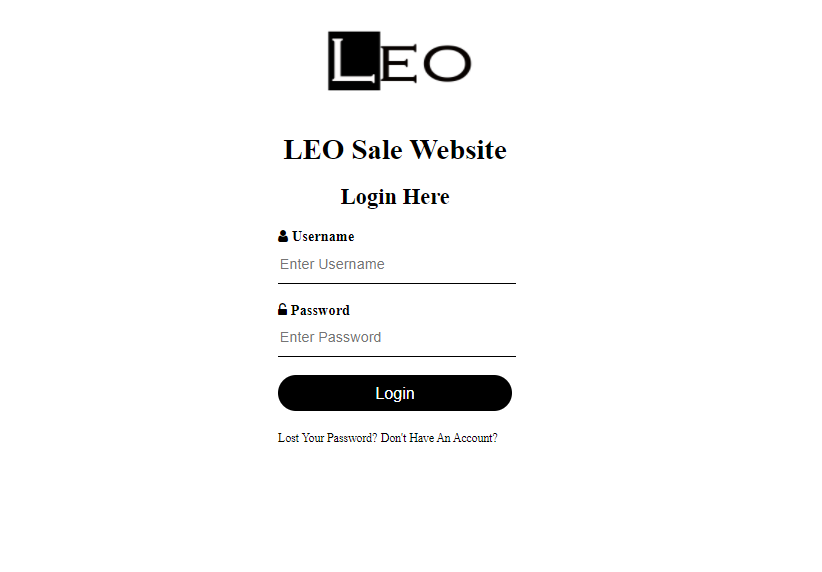 LEO
LEO Sale Website
Login Here
Username
Enter Username
Password
Enter Password
Login
Lost Your Password? Don't Have An Account?